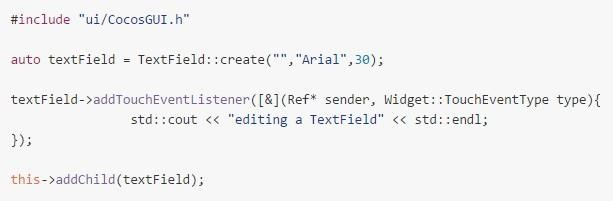 #include "ui/CocosGUI.h"
auto textField = TextField::create("","Arial",30);
textField->addTouchEventListener([&](Ref* sender, Widget::TouchEventType type){
std::cout << "editing a TextField" << std::endl;
});
this->addChild(textField);